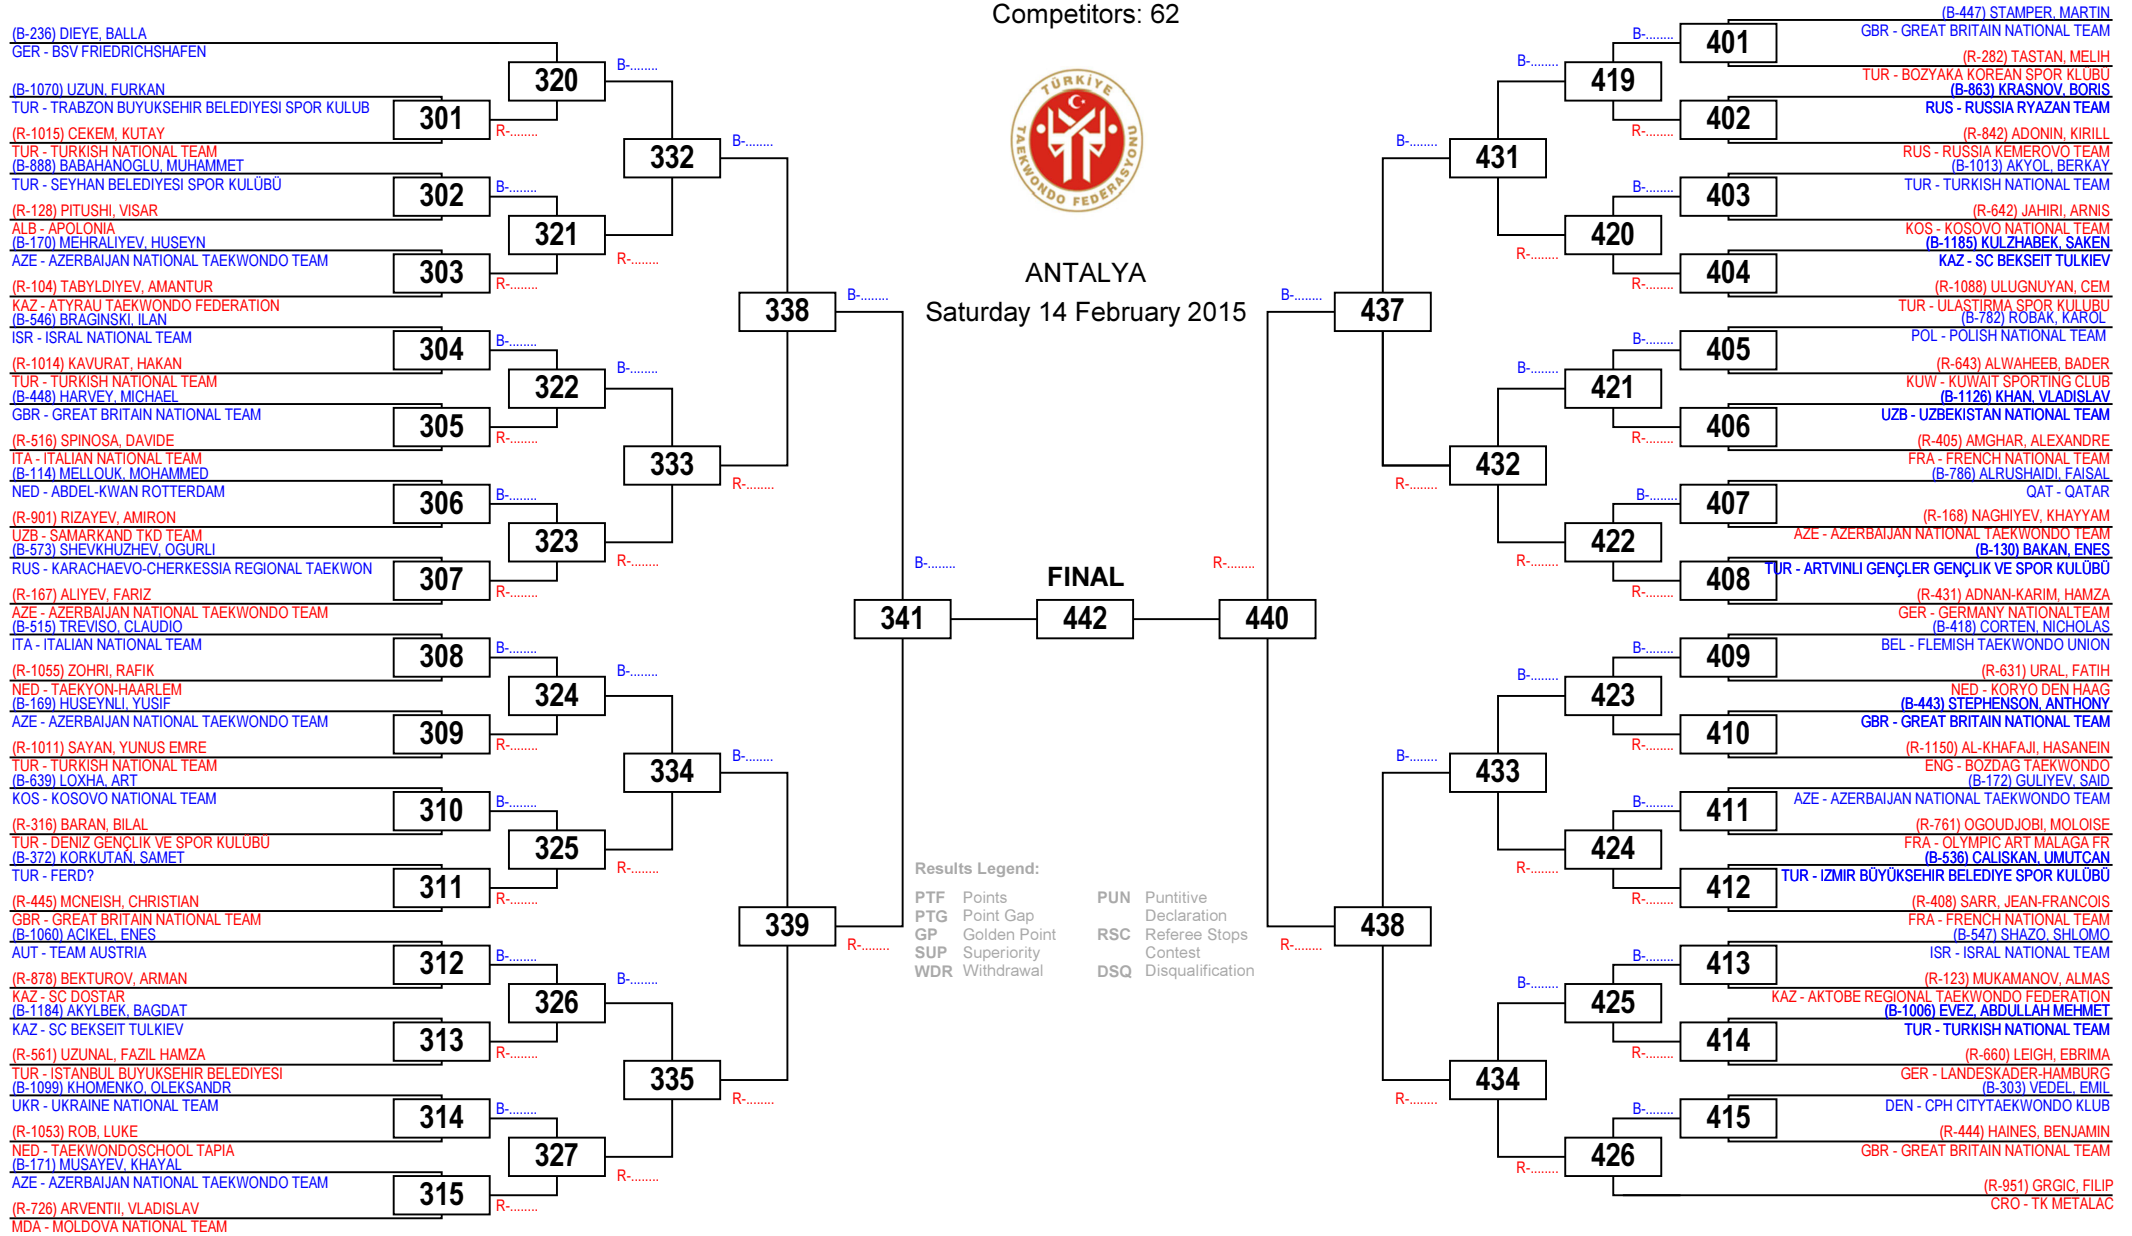 Competitors: 62
(B-236) DIEYE, BALLA
GER - BSV FRIEDRICHSHAFEN
(B-1070) UZUN, FURKAN
TUR - TRABZON BUYUKSEHIR BELEDIYESI SPOR KULUB
(R-1015) CEKEM, KUTAY
TUR - TURKISH NATIONAL TEAM
(B-888) BABAHANOGLU, MUHAMMET
TUR - SEYHAN BELEDIYESI SPOR KULÜBÜ
(R-128) PITUSHI, VISAR
ALB - APOLONIA
(B-170) MEHRALIYEV, HUSEYN
AZE - AZERBAIJAN NATIONAL TAEKWONDO TEAM
(R-104) TABYLDIYEV, AMANTUR
KAZ - ATYRAU TAEKWONDO FEDERATION
(B-546) BRAGINSKI, ILAN
ISR - ISRAL NATIONAL TEAM
(R-1014) KAVURAT, HAKAN
TUR - TURKISH NATIONAL TEAM
(B-448) HARVEY, MICHAEL
GBR - GREAT BRITAIN NATIONAL TEAM
(R-516) SPINOSA, DAVIDE
ITA - ITALIAN NATIONAL TEAM
(B-114) MELLOUK, MOHAMMED
NED - ABDEL-KWAN ROTTERDAM
(R-901) RIZAYEV, AMIRON
UZB - SAMARKAND TKD TEAM
(B-573) SHEVKHUZHEV, OGURLI
RUS - KARACHAEVO-CHERKESSIA REGIONAL TAEKWON
(R-167) ALIYEV, FARIZ
AZE - AZERBAIJAN NATIONAL TAEKWONDO TEAM
(B-515) TREVISO, CLAUDIO
ITA - ITALIAN NATIONAL TEAM
(R-1055) ZOHRI, RAFIK
NED - TAEKYON-HAARLEM
(B-169) HUSEYNLI, YUSIF
AZE - AZERBAIJAN NATIONAL TAEKWONDO TEAM
(R-1011) SAYAN, YUNUS EMRE
TUR - TURKISH NATIONAL TEAM
(B-639) LOXHA, ART
KOS - KOSOVO NATIONAL TEAM
(R-316) BARAN, BILAL
TUR - DENIZ GENÇLIK VE SPOR KULÜBÜ
(B-372) KORKUTAN, SAMET
TUR - FERD?
(R-445) MCNEISH, CHRISTIAN
GBR - GREAT BRITAIN NATIONAL TEAM
(B-1060) ACIKEL, ENES
AUT - TEAM AUSTRIA
(R-878) BEKTUROV, ARMAN
KAZ - SC DOSTAR
(B-1184) AKYLBEK, BAGDAT
KAZ - SC BEKSEIT TULKIEV
(R-561) UZUNAL, FAZIL HAMZA
TUR - ISTANBUL BUYUKSEHIR BELEDIYESI
(B-1099) KHOMENKO, OLEKSANDR
UKR - UKRAINE NATIONAL TEAM
(R-1053) ROB, LUKE
NED - TAEKWONDOSCHOOL TAPIA
(B-171) MUSAYEV, KHAYAL
AZE - AZERBAIJAN NATIONAL TAEKWONDO TEAM
(R-726) ARVENTII, VLADISLAV
MDA - MOLDOVA NATIONAL TEAM
301
302
303
304
305
306
307
308
309
310
311
312
313
314
315
R-........
B-........
R-........
B-........
R-........
B-........
R-........
B-........
R-........
B-........
R-........
B-........
R-........
B-........
R-........
320
321
322
323
324
325
326
327
B-........
R-........
B-........
R-........
B-........
R-........
B-........
R-........
332
333
334
335
B-........
R-........
B-........
R-........
338
339
B-........
R-........
341
B-........
TÜRKİYE
TAEKWONDO FEDERASYONU
ANTALYA
Saturday 14 February 2015
FINAL
442
Results Legend:
PTF Points
PTG Point Gap
GP Golden Point
SUP Superiority
WDR Withdrawal
PUN Puntitive
Declaration
RSC Referee Stops
Contest
DSQ Disqualification
R-........
440
B-........
R-........
437
438
B-........
R-........
B-........
R-........
431
432
433
434
B-........
R-........
B-........
R-........
B-........
R-........
B-........
R-........
419
420
421
422
423
424
425
426
B-........
R-........
B-........
R-........
B-........
R-........
B-........
R-........
B-........
R-........
B-........
R-........
B-........
R-........
B-........
401
402
403
404
405
406
407
408
409
410
411
412
413
414
415
(B-447) STAMPER, MARTIN
GBR - GREAT BRITAIN NATIONAL TEAM
(R-282) TASTAN, MELIH
TUR - BOZYAKA KOREAN SPOR KLÜBÜ
(B-863) KRASNOV, BORIS
RUS - RUSSIA RYAZAN TEAM
(R-842) ADONIN, KIRILL
RUS - RUSSIA KEMEROVO TEAM
(B-1013) AKYOL, BERKAY
TUR - TURKISH NATIONAL TEAM
(R-642) JAHIRI, ARNIS
KOS - KOSOVO NATIONAL TEAM
(B-1185) KULZHABEK, SAKEN
KAZ - SC BEKSEIT TULKIEV
(R-1088) ULUGNUYAN, CEM
TUR - ULASTIRMA SPOR KULUBU
(B-782) ROBAK, KAROL
POL - POLISH NATIONAL TEAM
(R-643) ALWAHEEB, BADER
KUW - KUWAIT SPORTING CLUB
(B-1126) KHAN, VLADISLAV
UZB - UZBEKISTAN NATIONAL TEAM
(R-405) AMGHAR, ALEXANDRE
FRA - FRENCH NATIONAL TEAM
(B-786) ALRUSHAIDI, FAISAL
QAT - QATAR
(R-168) NAGHIYEV, KHAYYAM
AZE - AZERBAIJAN NATIONAL TAEKWONDO TEAM
(B-130) BAKAN, ENES
TUR - ARTVINLI GENÇLER GENÇLIK VE SPOR KULÜBÜ
(R-431) ADNAN-KARIM, HAMZA
GER - GERMANY NATIONALTEAM
(B-418) CORTEN, NICHOLAS
BEL - FLEMISH TAEKWONDO UNION
(R-631) URAL, FATIH
NED - KORYO DEN HAAG
(B-443) STEPHENSON, ANTHONY
GBR - GREAT BRITAIN NATIONAL TEAM
(R-1150) AL-KHAFAJI, HASANEIN
ENG - BOZDAG TAEKWONDO
(B-172) GULIYEV, SAID
AZE - AZERBAIJAN NATIONAL TAEKWONDO TEAM
(R-761) OGOUDJOBI, MOLOISE
FRA - OLYMPIC ART MALAGA FR
(B-536) CALISKAN, UMUTCAN
TUR - IZMIR BÜYÜKSEHIR BELEDIYE SPOR KULÜBÜ
(R-408) SARR, JEAN-FRANCOIS
FRA - FRENCH NATIONAL TEAM
(B-547) SHAZO, SHLOMO
ISR - ISRAL NATIONAL TEAM
(R-123) MUKAMANOV, ALMAS
KAZ - AKTOBE REGIONAL TAEKWONDO FEDERATION
(B-1006) EVEZ, ABDULLAH MEHMET
TUR - TURKISH NATIONAL TEAM
(R-660) LEIGH, EBRIMA
GER - LANDESKADER-HAMBURG
(B-303) VEDEL, EMIL
DEN - CPH CITYTAEKWONDO KLUB
(R-444) HAINES, BENJAMIN
GBR - GREAT BRITAIN NATIONAL TEAM
(R-951) GRGIC, FILIP
CRO - TK METALAC